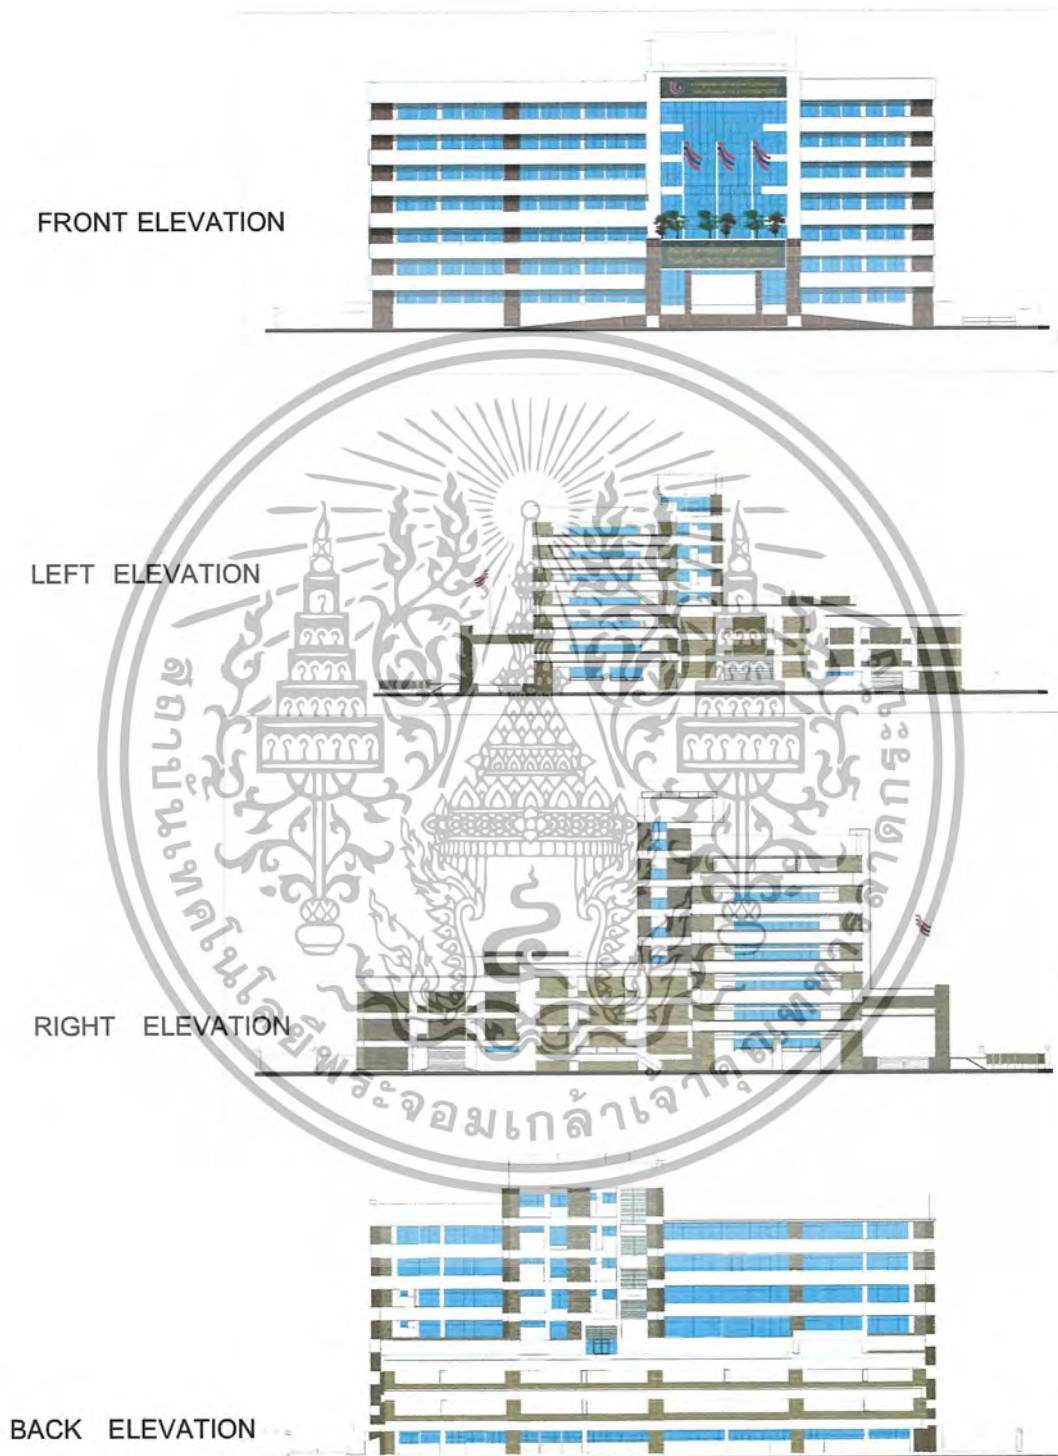 FRONT ELEVATION
LEFT ELEVATION
สถาบันเทคโนโลยีพระจอมเกล้าเจ้าคุณทหารลาดกระบัง
RIGHT ELEVATION
BACK ELEVATION